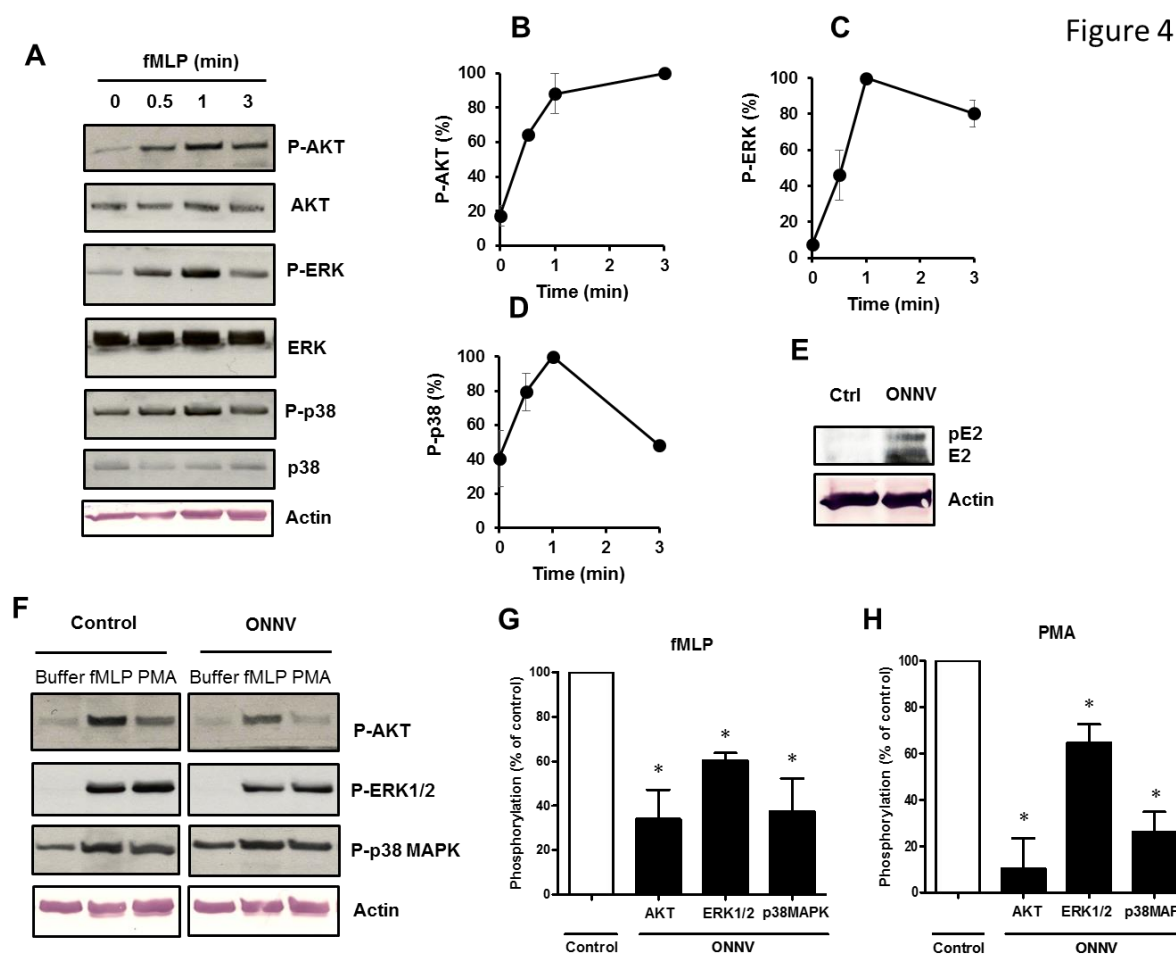 Figure 4
A
fMLP (min)
0 0.5 1 3
P-AKT
AKT
P-ERK
ERK
P-p38
p38
Actin
B
P-AKT (%)
100
80
60
40
20
0
0 1 2 3
Time (min)
C
P-ERK (%)
100
80
60
40
20
0
0 1 2 3
Time (min)
D
P-p38 (%)
100
80
60
40
20
0
0 1 2 3
Time (min)
E
Ctrl ONNV
pE2
E2
Actin
F
Control ONNV
Buffer fMLP PMA Buffer fMLP PMA
P-AKT
P-ERK1/2
P-p38 MAPK
Actin
G
fMLP
Phosphorylation (% of control)
100
80
60
40
20
0
* * *
AKT ERK1/2 p38MAPK
Control ONNV
H
PMA
Phosphorylation (% of control)
100
80
60
40
20
0
* * *
AKT ERK1/2 p38MAP
Control ONNV